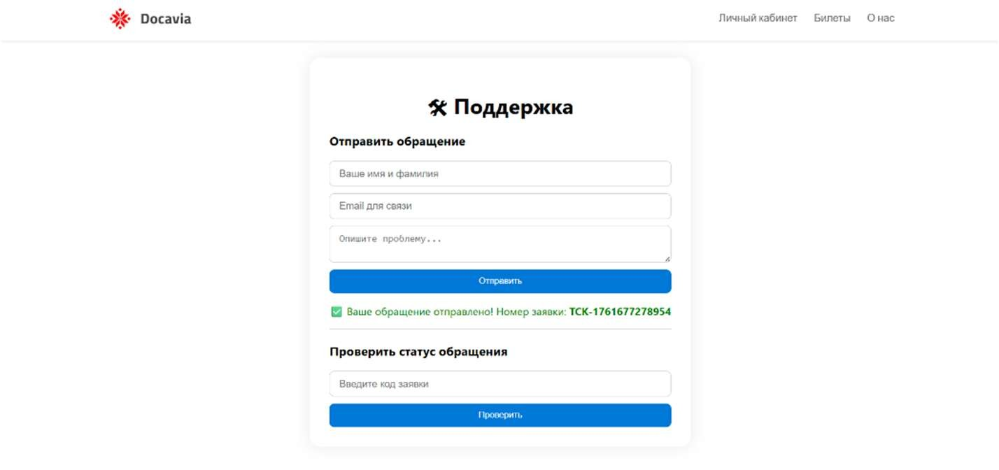 Docavia
Личный кабинет Билеты О нас
🛠 Поддержка
Отправить обращение
Ваше имя и фамилия
Email для связи
Опишите проблему...
Отправить
✅ Ваше обращение отправлено! Номер заявки: ТСК-1761677278954
Проверить статус обращения
Введите код заявки
Проверить